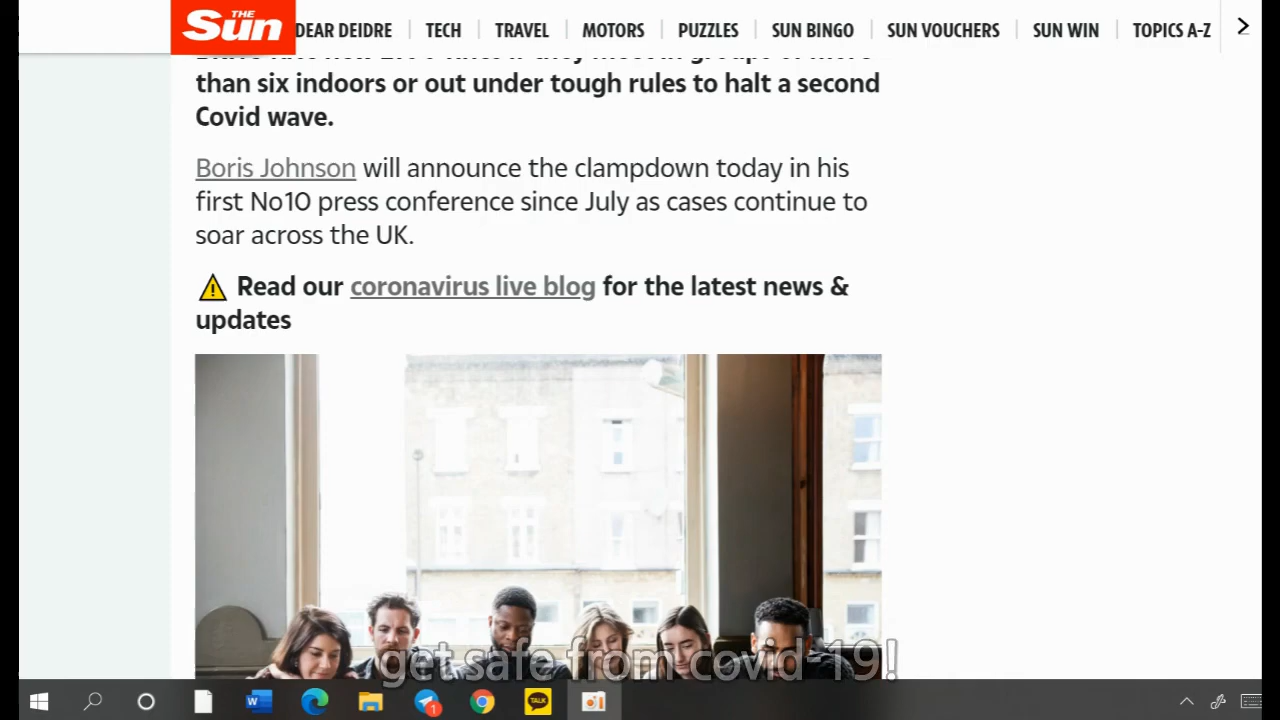 THE
Sun
DEAR DEIDRE
TECH
TRAVEL
MOTORS
PUZZLES
SUN BINGO
SUN VOUCHERS
SUN WIN
TOPICS A-Z
than six indoors or out under tough rules to halt a second
Covid wave.
Boris Johnson will announce the clampdown today in his
first No10 press conference since July as cases continue to
soar across the UK.
Read our coronavirus live blog for the latest news &
updates
get safe from covid-19!
W
1
TALK